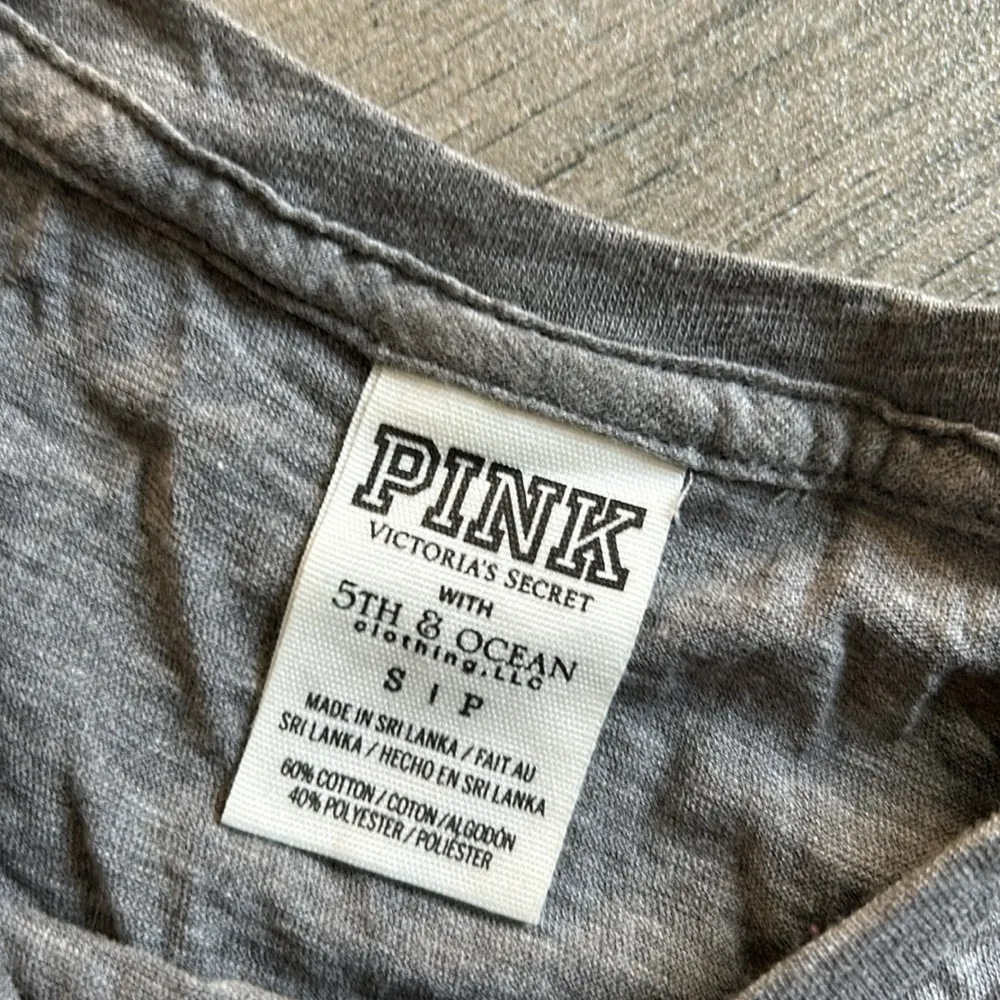 PINK
VICTORIA'S SECRET
WITH
5TH & OCEAN
clothing, LLC
S | P
MADE IN SRI LANKA / FAIT AU
SRI LANKA / HECHO EN SRI LANKA
60% COTTON / COTON / ALGODÓN
40% POLYESTER / POLIÉSTER